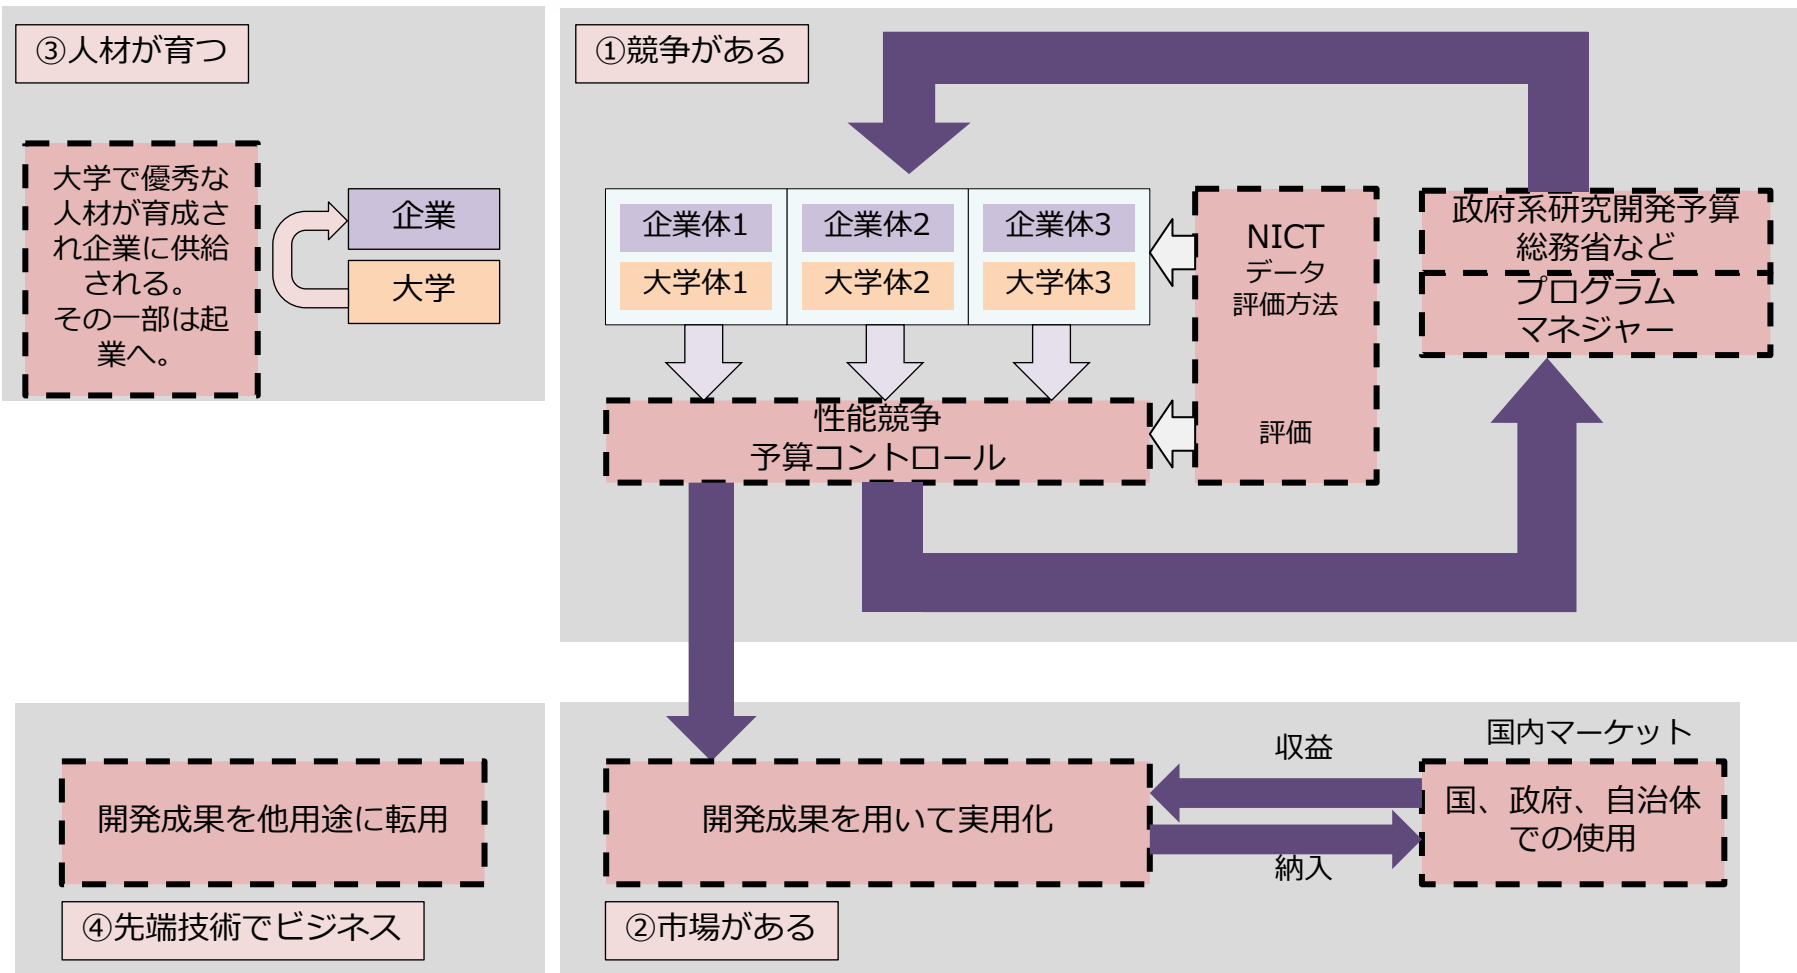 ③人材が育つ
大学で優秀な
人材が育成さ
れ企業に供給
される。
その一部は起
業へ。
企業
大学
①競争がある
企業体1
企業体2
企業体3
大学体1
大学体2
大学体3
NICT
データ
評価方法
評価
政府系研究開発予算
総務省など
プログラム
マネジャー
性能競争
予算コントロール
開発成果を他用途に転用
④先端技術でビジネス
開発成果を用いて実用化
②市場がある
収益
納入
国内マーケット
国、政府、自治体
での使用